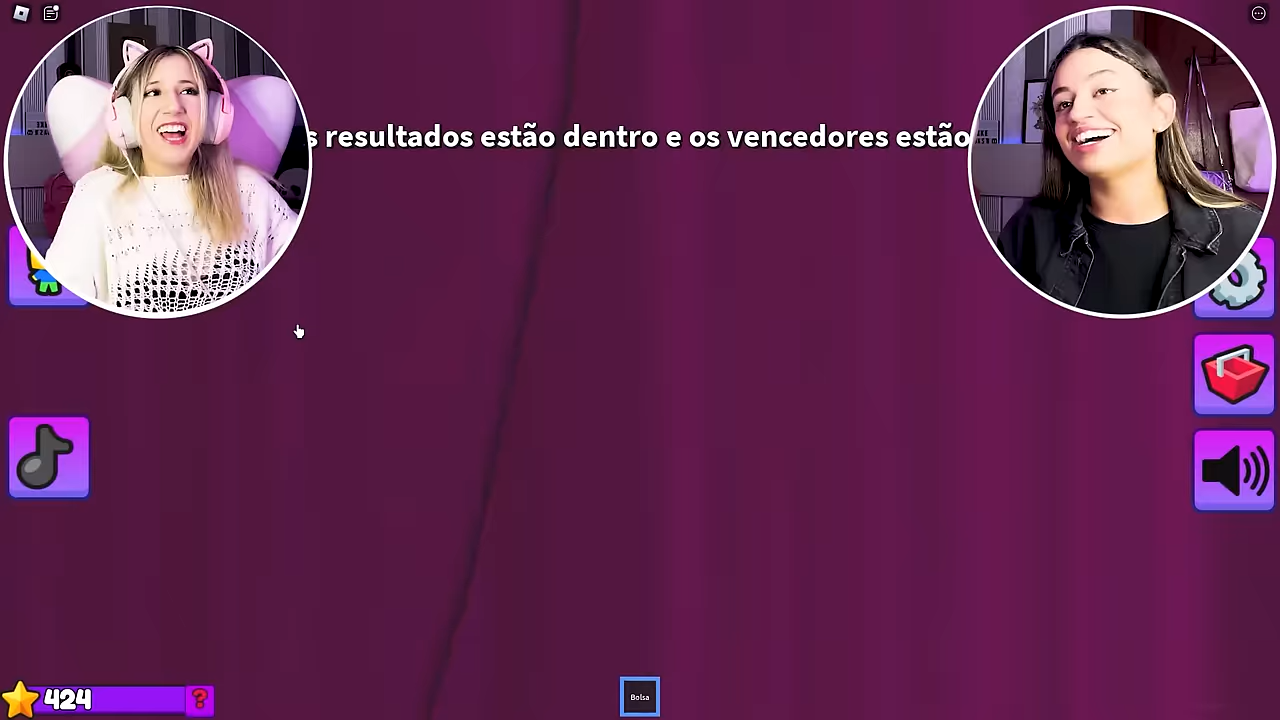 resultados estão dentro e os vencedores estão
424
?
Bolsa